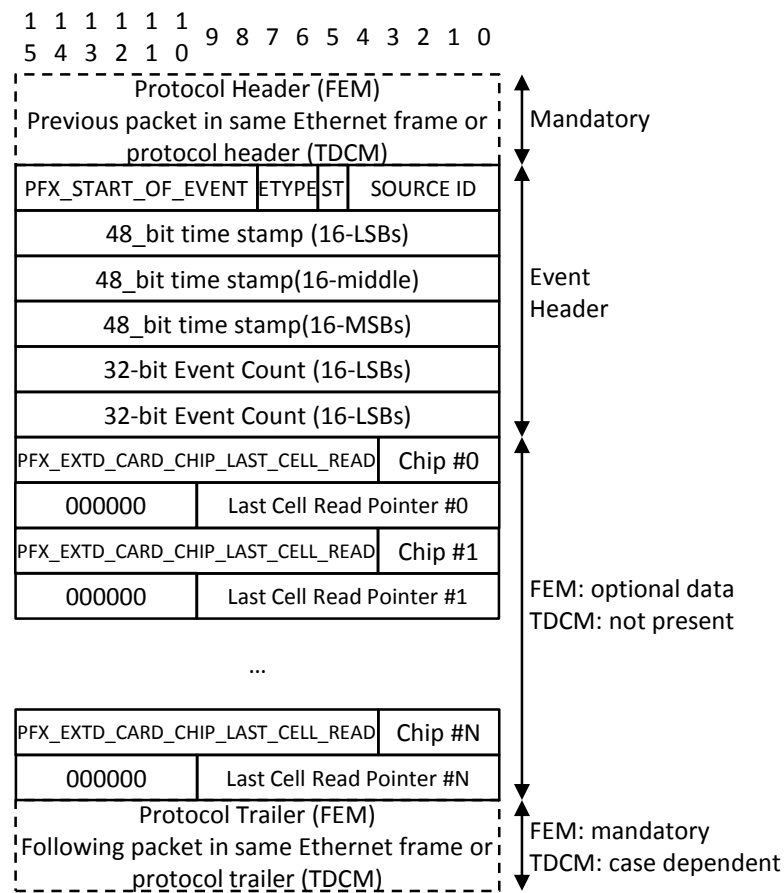 1 1 1 1 1 1
5 4 3 2 1 0 9 8 7 6 5 4 3 2 1 0
Protocol Header (FEM)
Previous packet in same Ethernet frame or
protocol header (TDCM)
Mandatory
PFX_START_OF_EVENT ETYPE ST SOURCE ID
48_bit time stamp (16-LSBs)
48_bit time stamp(16-middle)
48_bit time stamp(16-MSBs)
32-bit Event Count (16-LSBs)
32-bit Event Count (16-LSBs)
Event
Header
PFX_EXTD_CARD_CHIP_LAST_CELL_READ Chip #0
000000 Last Cell Read Pointer #0
PFX_EXTD_CARD_CHIP_LAST_CELL_READ Chip #1
000000 Last Cell Read Pointer #1
…
PFX_EXTD_CARD_CHIP_LAST_CELL_READ Chip #N
000000 Last Cell Read Pointer #N
FEM: optional data
TDCM: not present
Protocol Trailer (FEM)
Following packet in same Ethernet frame or
protocol trailer (TDCM)
FEM: mandatory
TDCM: case dependent